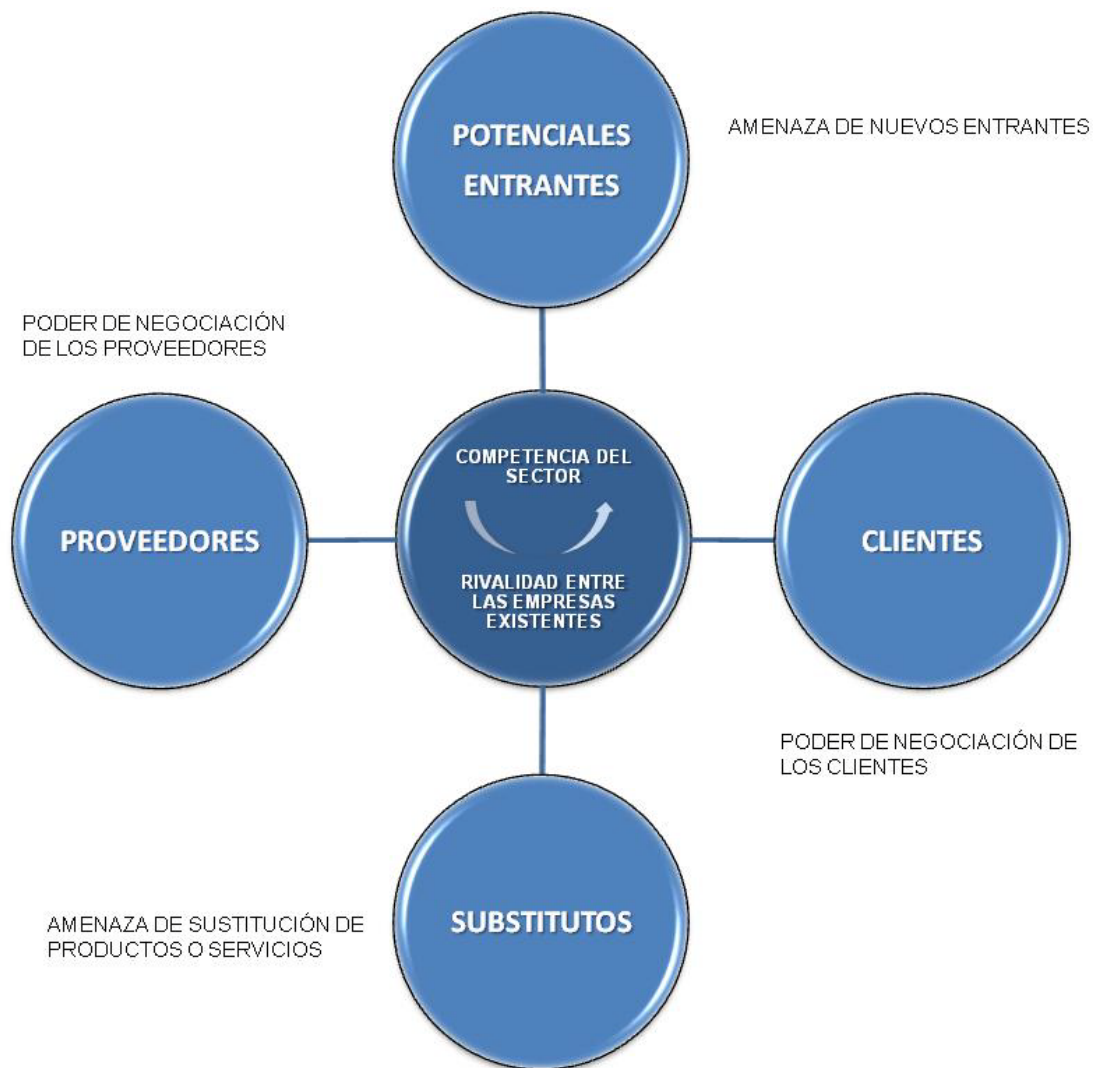 POTENCIALES
ENTRANTES
AMENAZA DE NUEVOS ENTRANTES
PODER DE NEGOCIACIÓN
DE LOS PROVEEDORES
PROVEEDORES
COMPETENCIA DEL
SECTOR
RIVALIDAD ENTRE
LAS EMPRESAS
EXISTENTES
CLIENTES
PODER DE NEGOCIACIÓN DE
LOS CLIENTES
AMENAZA DE SUSTITUCIÓN DE
PRODUCTOS O SERVICIOS
SUBSTITUTOS